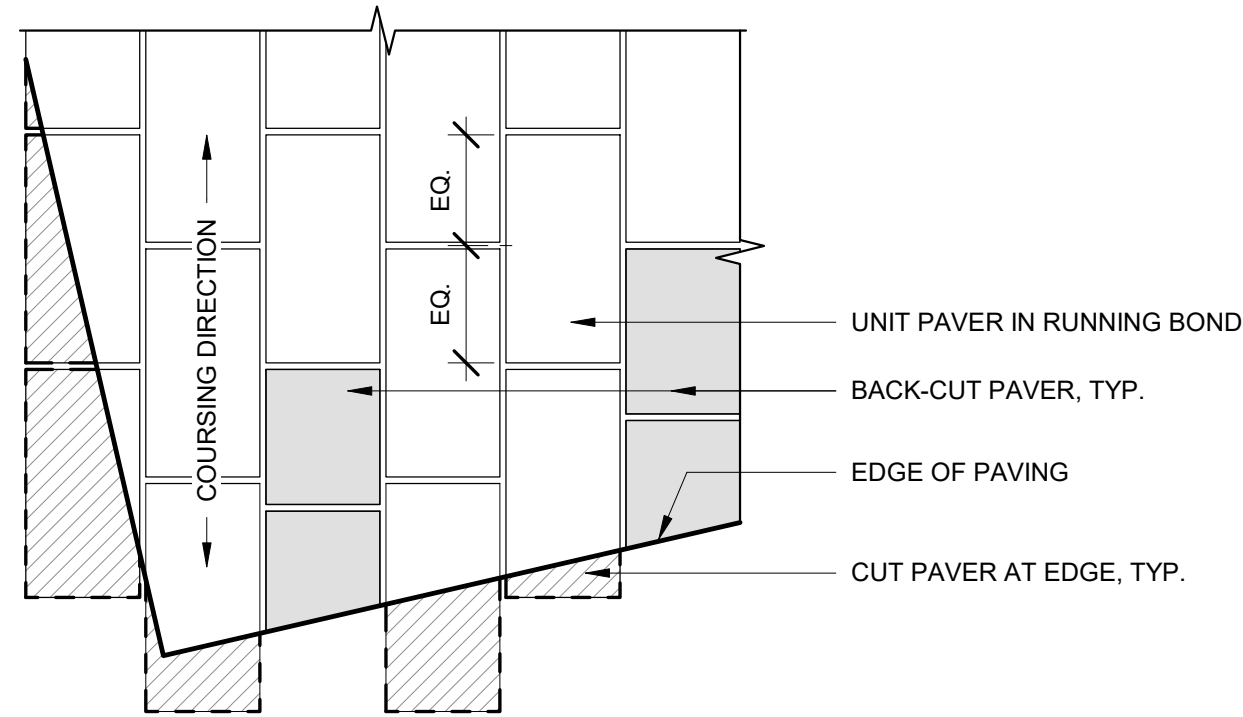 COURSING DIRECTION
EQ.
EQ.
UNIT PAVER IN RUNNING BOND
BACK-CUT PAVER, TYP.
EDGE OF PAVING
CUT PAVER AT EDGE, TYP.